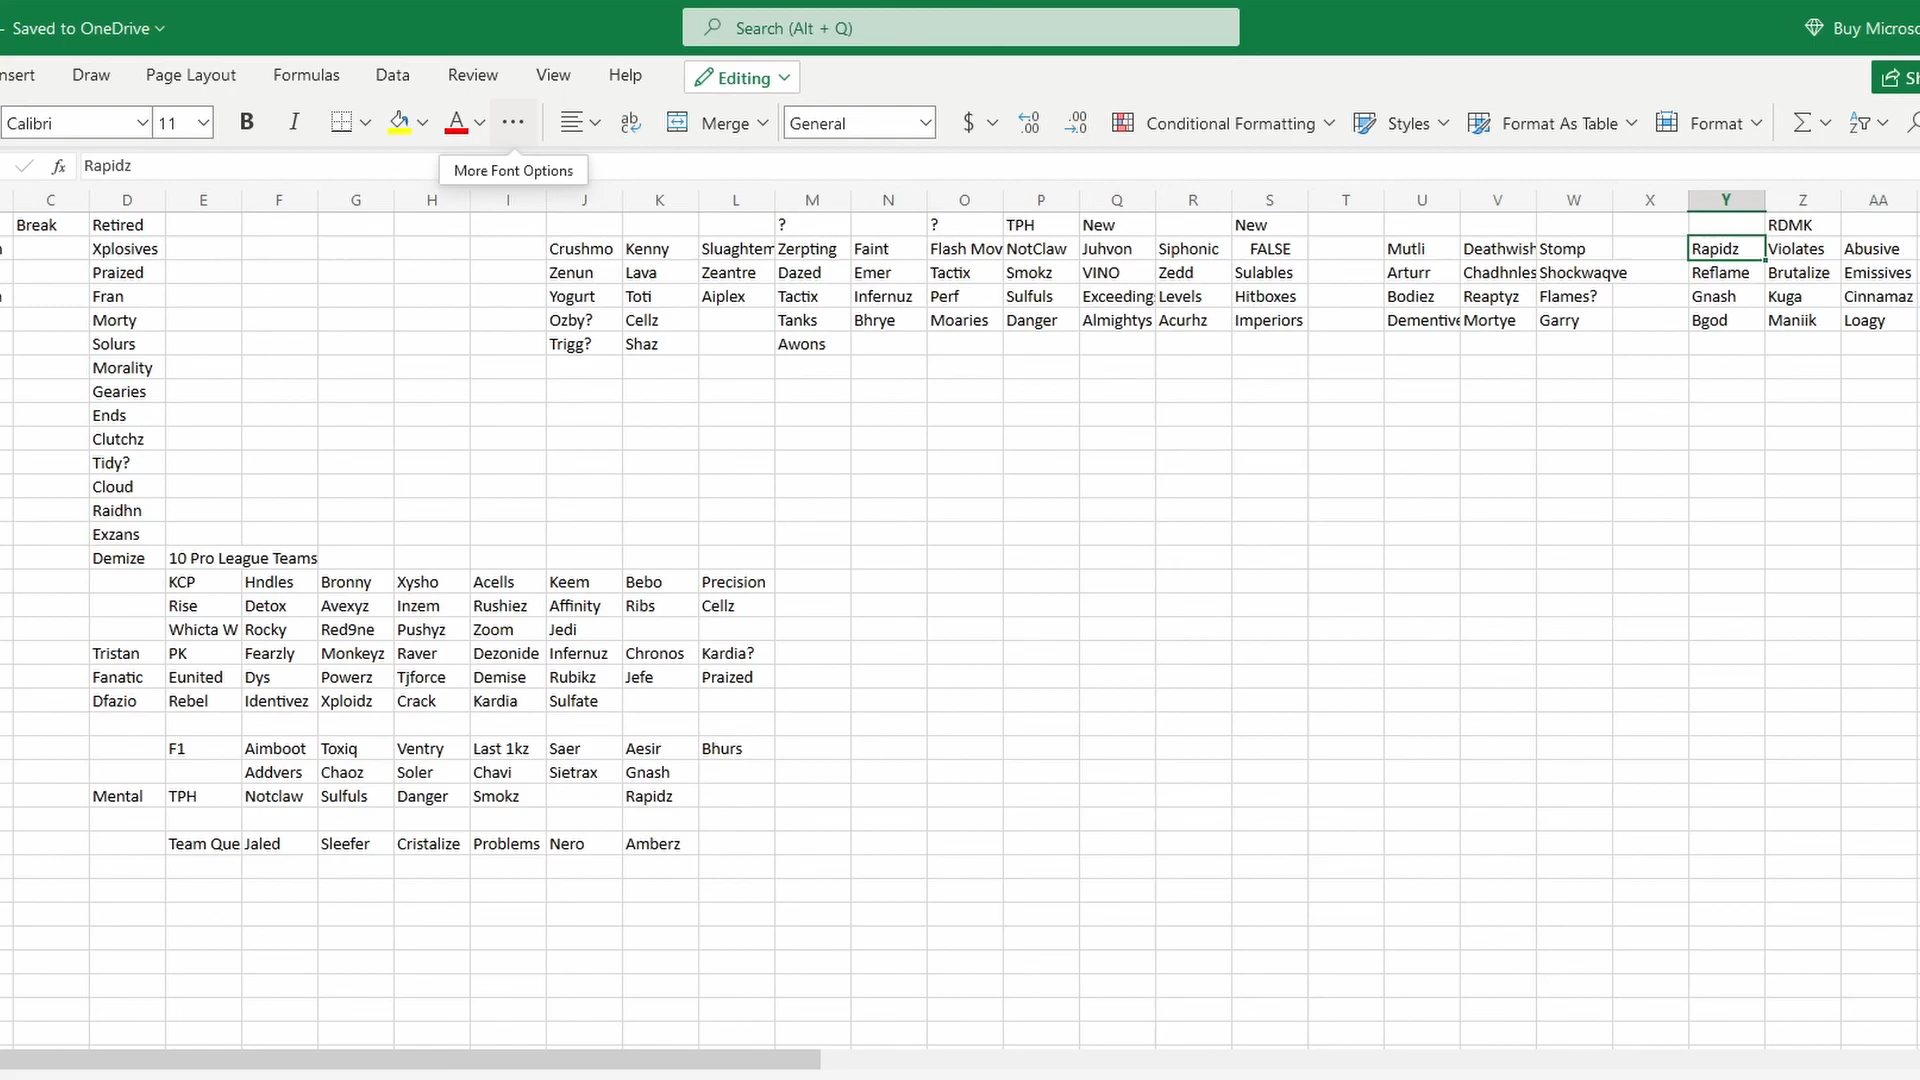 - Saved to OneDrive
Search (Alt + Q)
Buy Microso
nsert Draw Page Layout Formulas Data Review View Help Editing Sh
Calibri 11 B I A ... ab Merge General $ .00 .00 Conditional Formatting Styles Format As Table Format Σ
fx Rapidz
More Font Options
C D E F G H I J K L M N O P Q R S T U V W X Y Z AA
Break Retired ? ? TPH New New RDMK
Xplosives Crushmo Kenny Sluaghtem Zerpting Faint Flash Mov NotClaw Juhvon Siphonic FALSE Mutli Deathwish Stomp Rapidz Violates Abusive
Praized Zenun Lava Zeantre Dazed Emer Tactix Smokz VINO Zedd Sulables Arturr Chadhnles Shockwaqve Reflame Brutalize Emissives
Fran Yogurt Toti Aiplex Tactix Infernuz Perf Sulfuls Exceeding Levels Hitboxes Bodiez Reaptyz Flames? Gnash Kuga Cinnamaz
Morty Ozby? Cellz Tanks Bhrye Moaries Danger Almightys Acurhz Imperiors Dementive Mortye Garry Bgod Maniik Loagy
Solurs Trigg? Shaz Awons
Morality
Gearies
Ends
Clutchz
Tidy?
Cloud
Raidhn
Exzans
Demize 10 Pro League Teams
KCP Hndles Bronny Xysho Acells Keem Bebo Precision
Rise Detox Avexyz Inzem Rushiez Affinity Ribs Cellz
Whicta W Rocky Red9ne Pushyz Zoom Jedi
Tristan PK Fearzly Monkeyz Raver Dezonide Infernuz Chronos Kardia?
Fanatic Eunited Dys Powerz Tjforce Demise Rubikz Jefe Praized
Dfazio Rebel Identivez Xploidz Crack Kardia Sulfate
F1 Aimboot Toxiq Ventry Last 1kz Saer Aesir Bhurs
Addvers Chaoz Soler Chavi Sietrax Gnash
Mental TPH Notclaw Sulfuls Danger Smokz Rapidz
Team Que Jaled Sleefer Cristalize Problems Nero Amberz